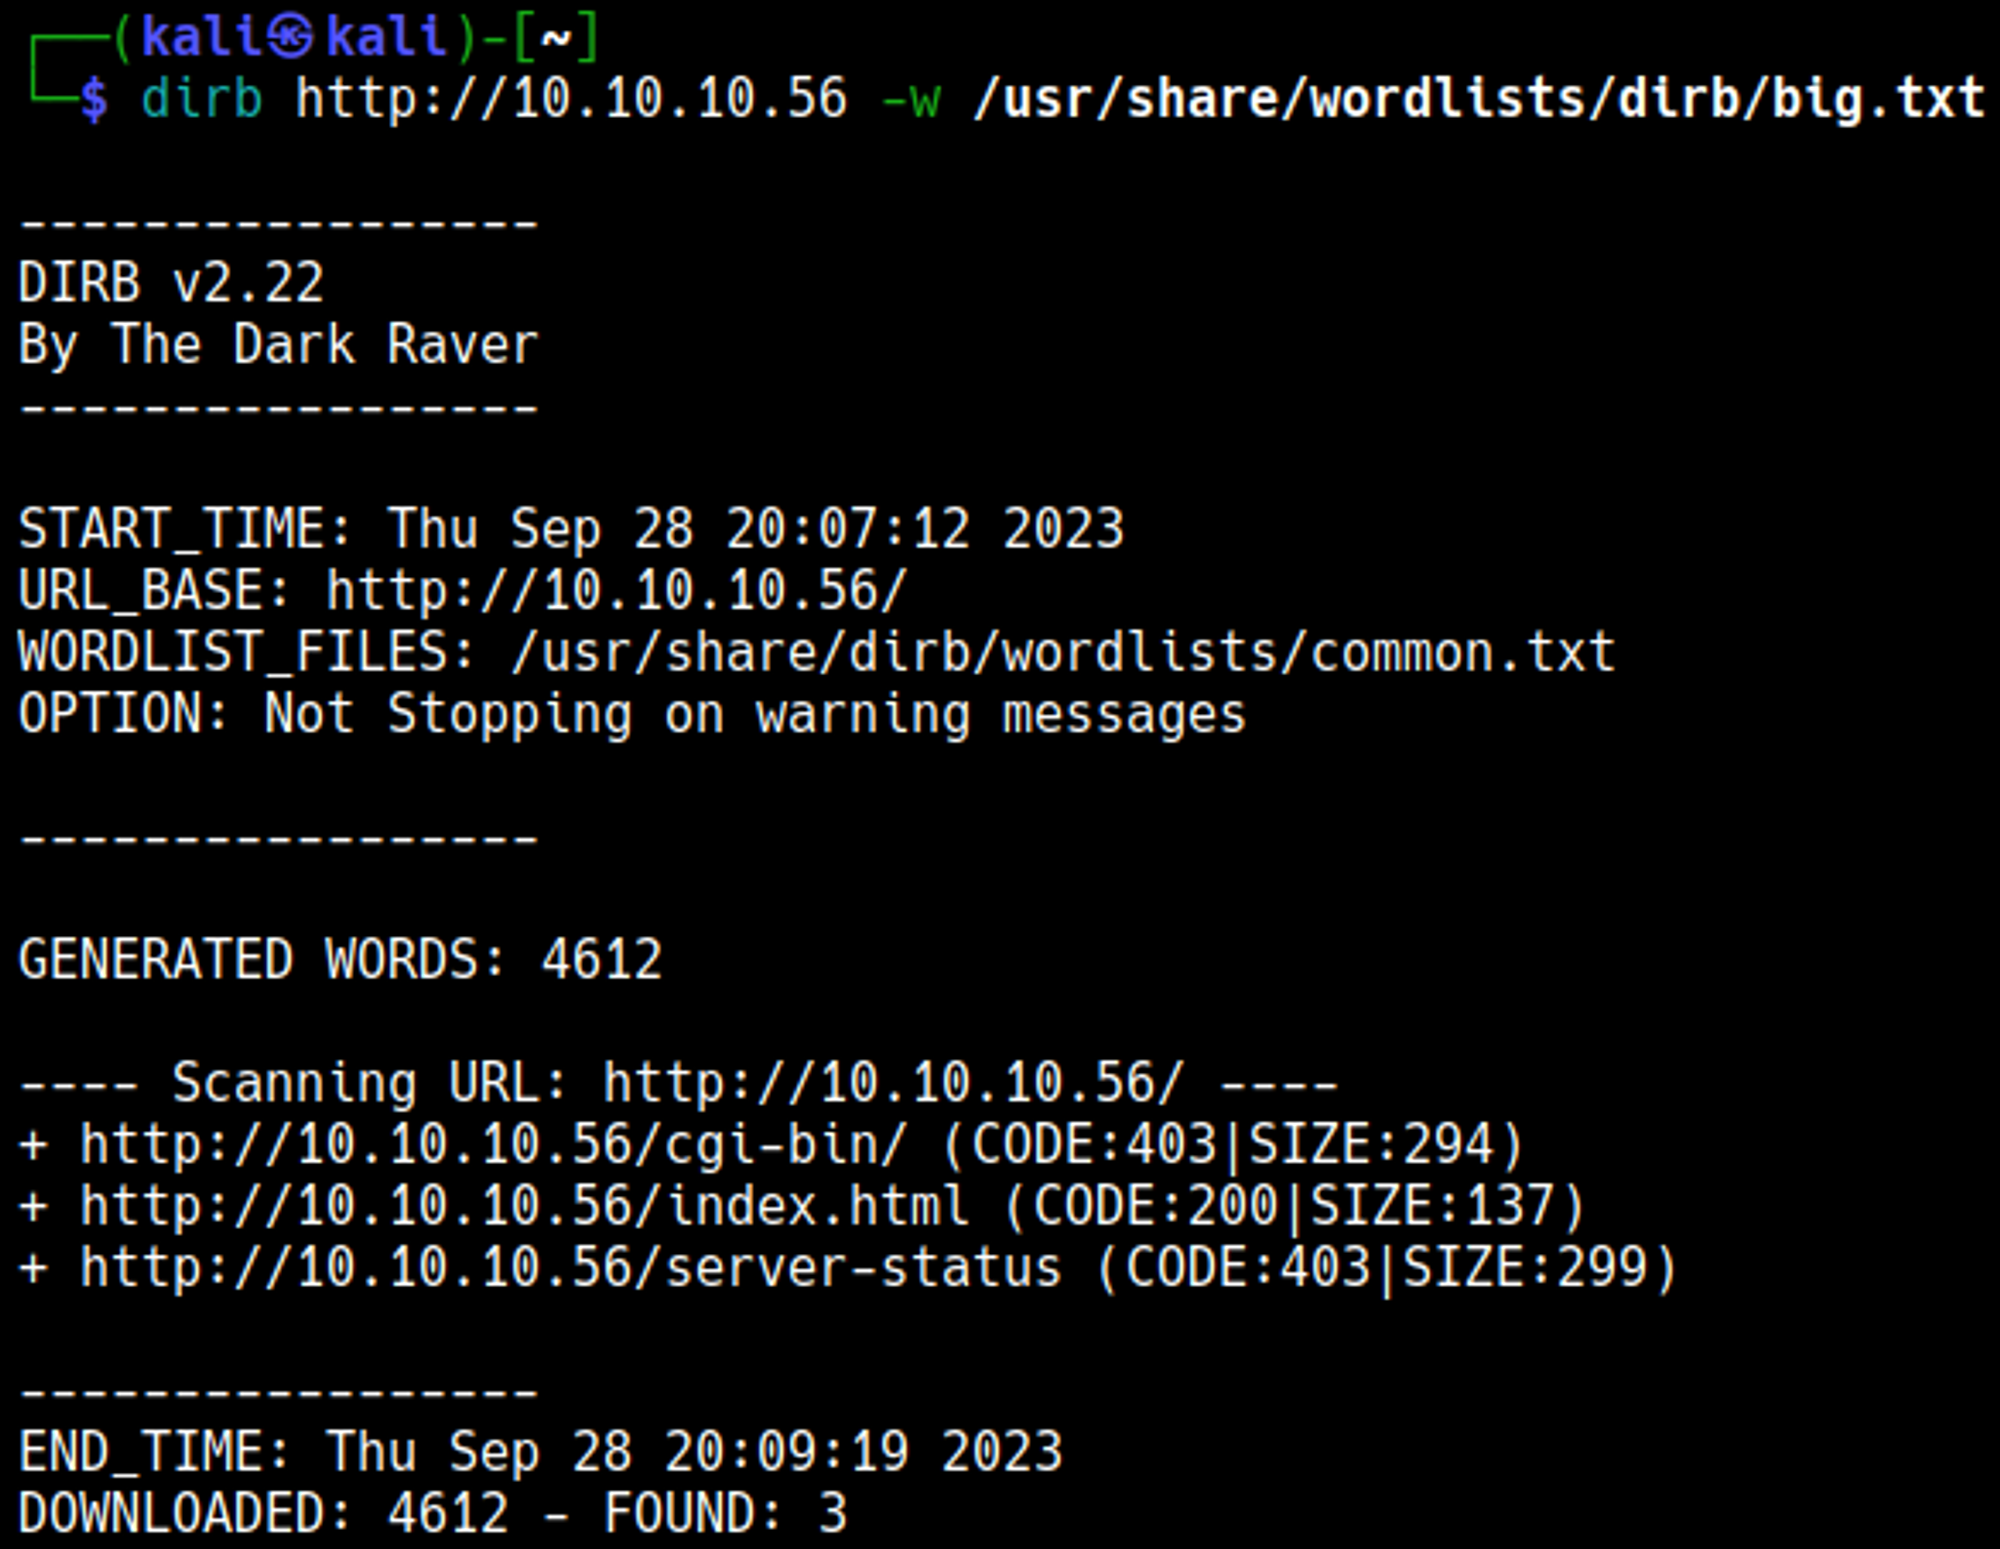 ┌──(kali㉿kali)-[~]
└─$ dirb http://10.10.10.56 -w /usr/share/wordlists/dirb/big.txt
-----------------
DIRB v2.22
By The Dark Raver
-----------------
START_TIME: Thu Sep 28 20:07:12 2023
URL_BASE: http://10.10.10.56/
WORDLIST_FILES: /usr/share/dirb/wordlists/common.txt
OPTION: Not Stopping on warning messages
-----------------
GENERATED WORDS: 4612
---- Scanning URL: http://10.10.10.56/ ----
+ http://10.10.10.56/cgi-bin/ (CODE:403|SIZE:294)
+ http://10.10.10.56/index.html (CODE:200|SIZE:137)
+ http://10.10.10.56/server-status (CODE:403|SIZE:299)
-----------------
END_TIME: Thu Sep 28 20:09:19 2023
DOWNLOADED: 4612 - FOUND: 3